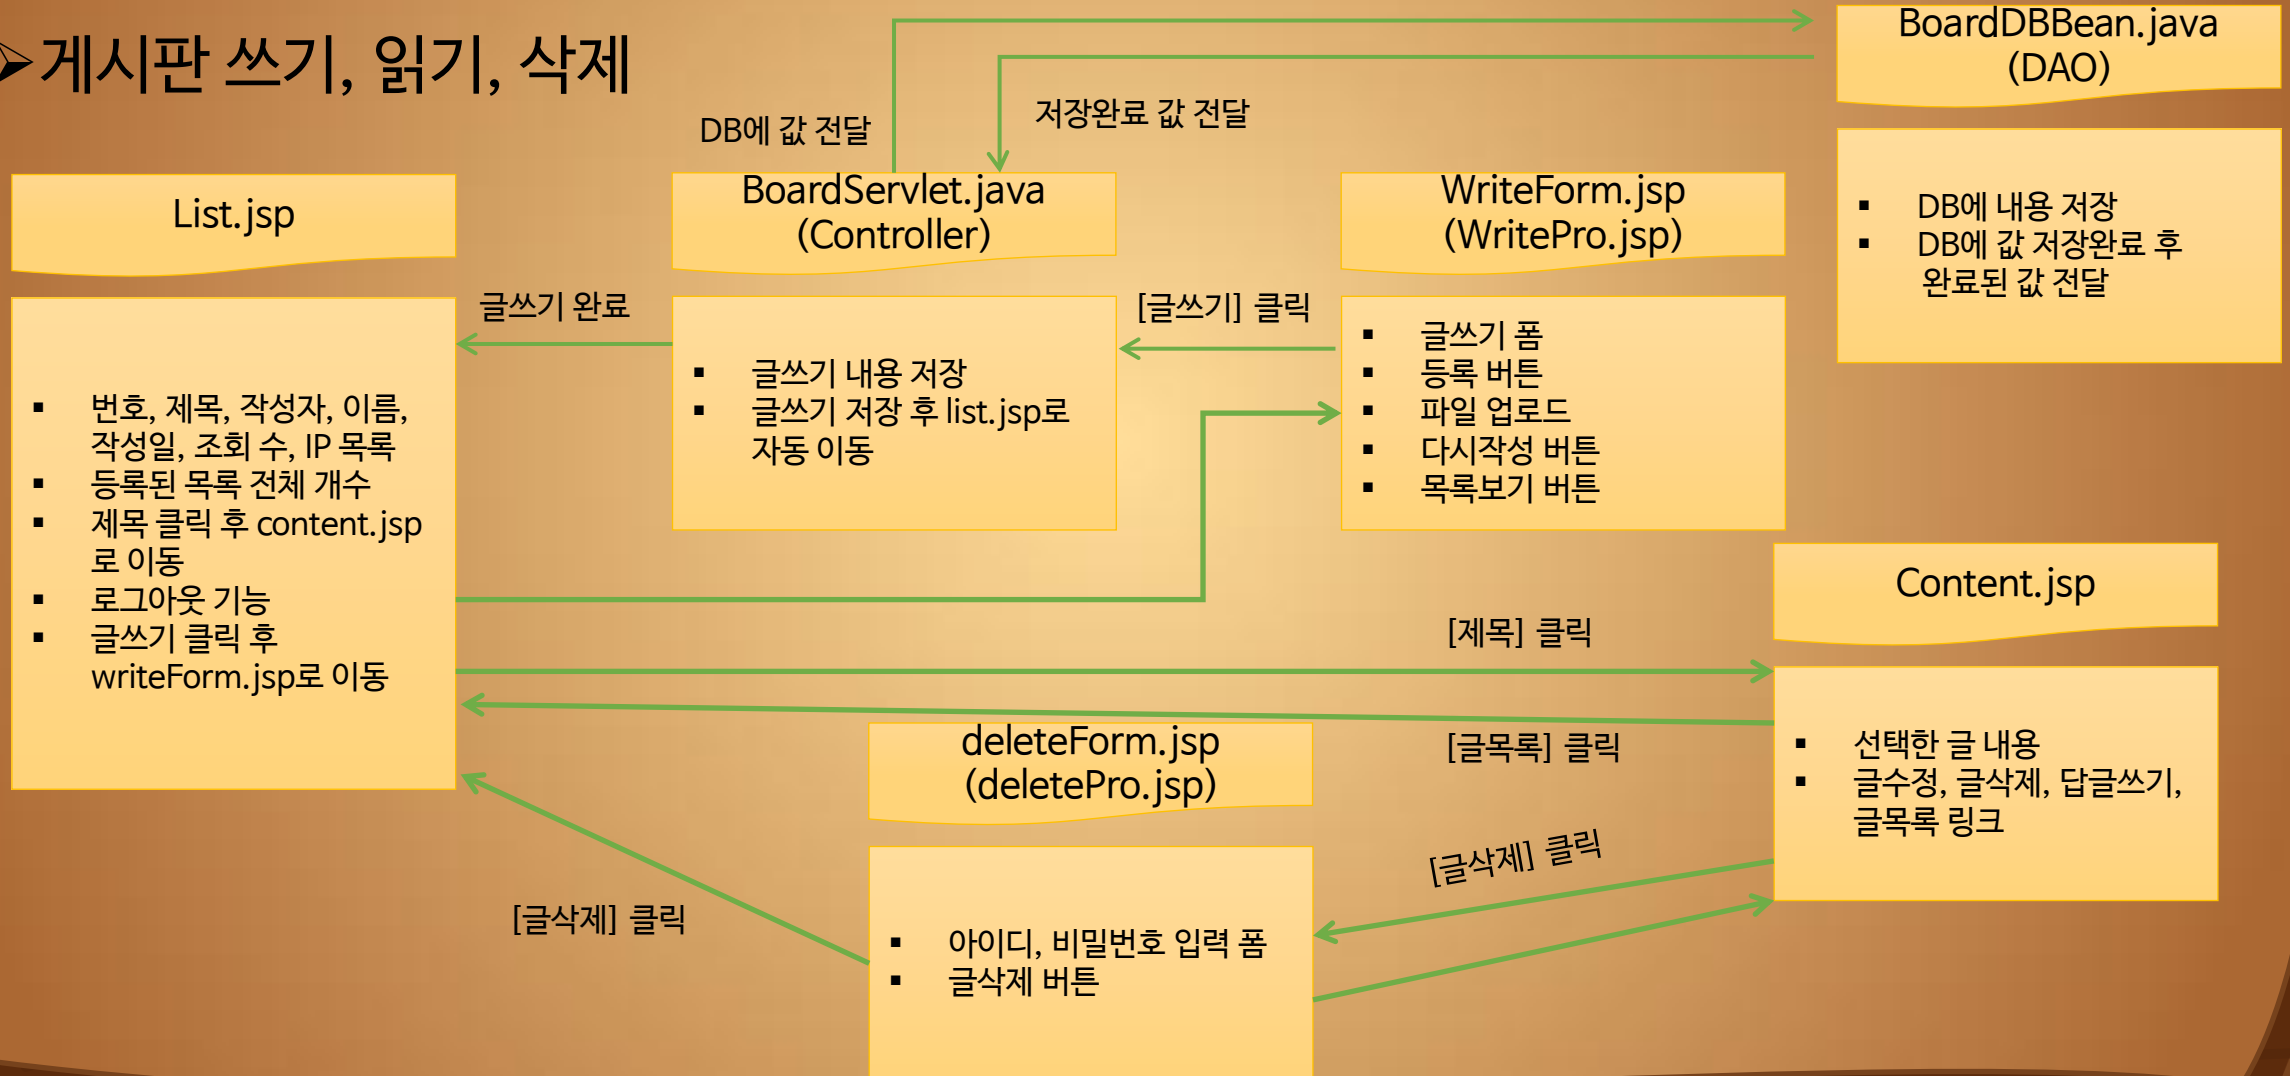 ➢게시판 쓰기, 읽기, 삭제
BoardDBBean.java
(DAO)
▪ DB에 내용 저장
▪ DB에 값 저장완료 후
완료된 값 전달
DB에 값 전달
저장완료 값 전달
List.jsp
▪ 번호, 제목, 작성자, 이름,
작성일, 조회 수, IP 목록
▪ 등록된 목록 전체 개수
▪ 제목 클릭 후 content.jsp
로 이동
▪ 로그아웃 기능
▪ 글쓰기 클릭 후
writeForm.jsp로 이동
글쓰기 완료
BoardServlet.java
(Controller)
▪ 글쓰기 내용 저장
▪ 글쓰기 저장 후 list.jsp로
자동 이동
[글쓰기] 클릭
WriteForm.jsp
(WritePro.jsp)
▪ 글쓰기 폼
▪ 등록 버튼
▪ 파일 업로드
▪ 다시작성 버튼
▪ 목록보기 버튼
[제목] 클릭
[글목록] 클릭
Content.jsp
▪ 선택한 글 내용
▪ 글수정, 글삭제, 답글쓰기,
글목록 링크
[글삭제] 클릭
deleteForm.jsp
(deletePro.jsp)
▪ 아이디, 비밀번호 입력 폼
▪ 글삭제 버튼
[글삭제] 클릭